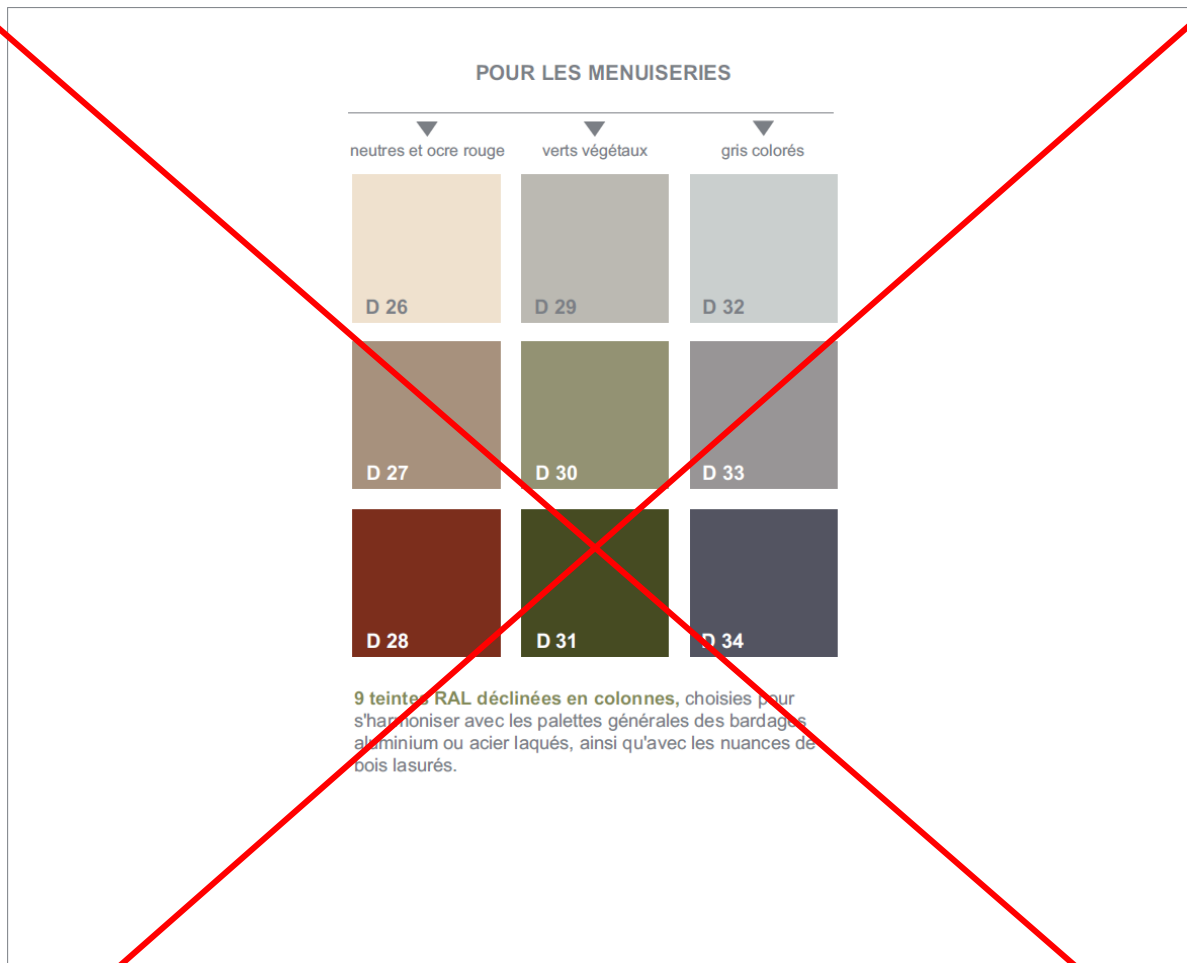 POUR LES MENUISERIES
neutres et ocre rouge
verts végétaux
gris colorés
D 26
D 29
D 32
D 27
D 30
D 33
D 28
D 31
D 34
9 teintes RAL déclinées en colonnes, choisies pour
s'harmoniser avec les palettes générales des bardages
aluminium ou acier laqués, ainsi qu'avec les nuances de
bois lasurés.